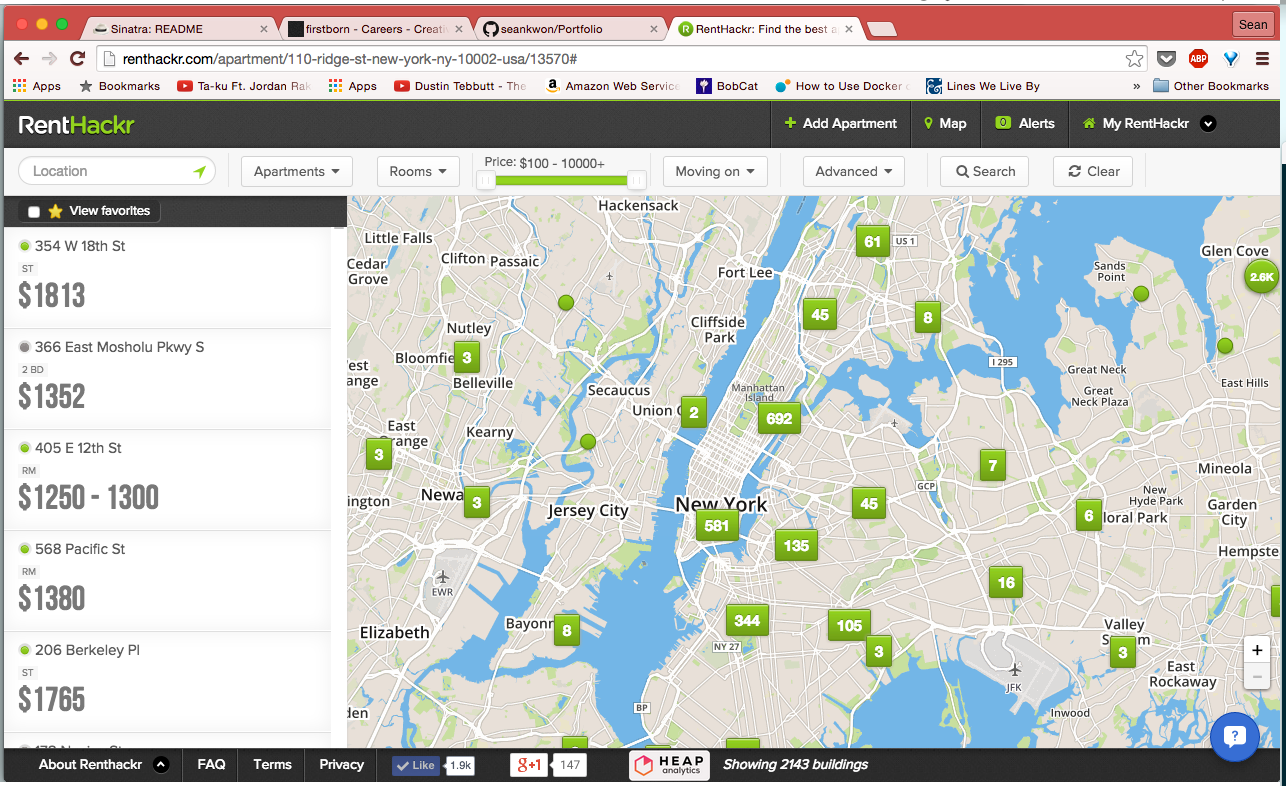 Sinatra: README
firstborn - Careers - Creati
seankwon/Portfolio
RentHackr: Find the best a
Sean
renthackr.com/apartment/110-ridge-st-new-york-ny-10002-usa/13570#
ABP
Apps
Bookmarks
Ta-ku Ft. Jordan Rak
Apps
Dustin Tebbutt - The
Amazon Web Service
BobCat
How to Use Docker
Lines We Live By
»
Other Bookmarks
RentHackr
+ Add Apartment
Map
0 Alerts
My RentHackr
Location
Apartments
Rooms
Price: $100 - 10000+
Moving on
Advanced
Search
Clear
View favorites
354 W 18th St
ST
$1813
366 East Mosholu Pkwy S
2 BD
$1352
405 E 12th St
RM
$1250 - 1300
568 Pacific St
RM
$1380
206 Berkeley Pl
ST
$1765
Hackensack
Little Falls
Clifton
Passaic
Cedar
Grove
Fort Lee
61
US 1
Glen Cove
Sands
Point
2.6K
45
8
Nutley
Cliffside
Park
Bloomfie
3
Belleville
I 295
est
ange
Great Neck
Great
Neck Plaza
East Hills
Secaucus
Manhattan
Island
Union C
2
692
East
Orange
Kearny
3
7
Mineola
Newa
3
GCP
ington
Jersey City
New York
581
45
New
Hyde Park
6
loral Park
Garden
City
135
Hempste
EWR
16
Elizabeth
Bayonn
8
344
NY 27
105
3
Valley
Stream
3
JFK
East
Rockaway
den
BP
Inwood
+
−
?
About Renthackr
FAQ
Terms
Privacy
Like
1.9k
g+1
147
HEAP
analytics
Showing 2143 buildings